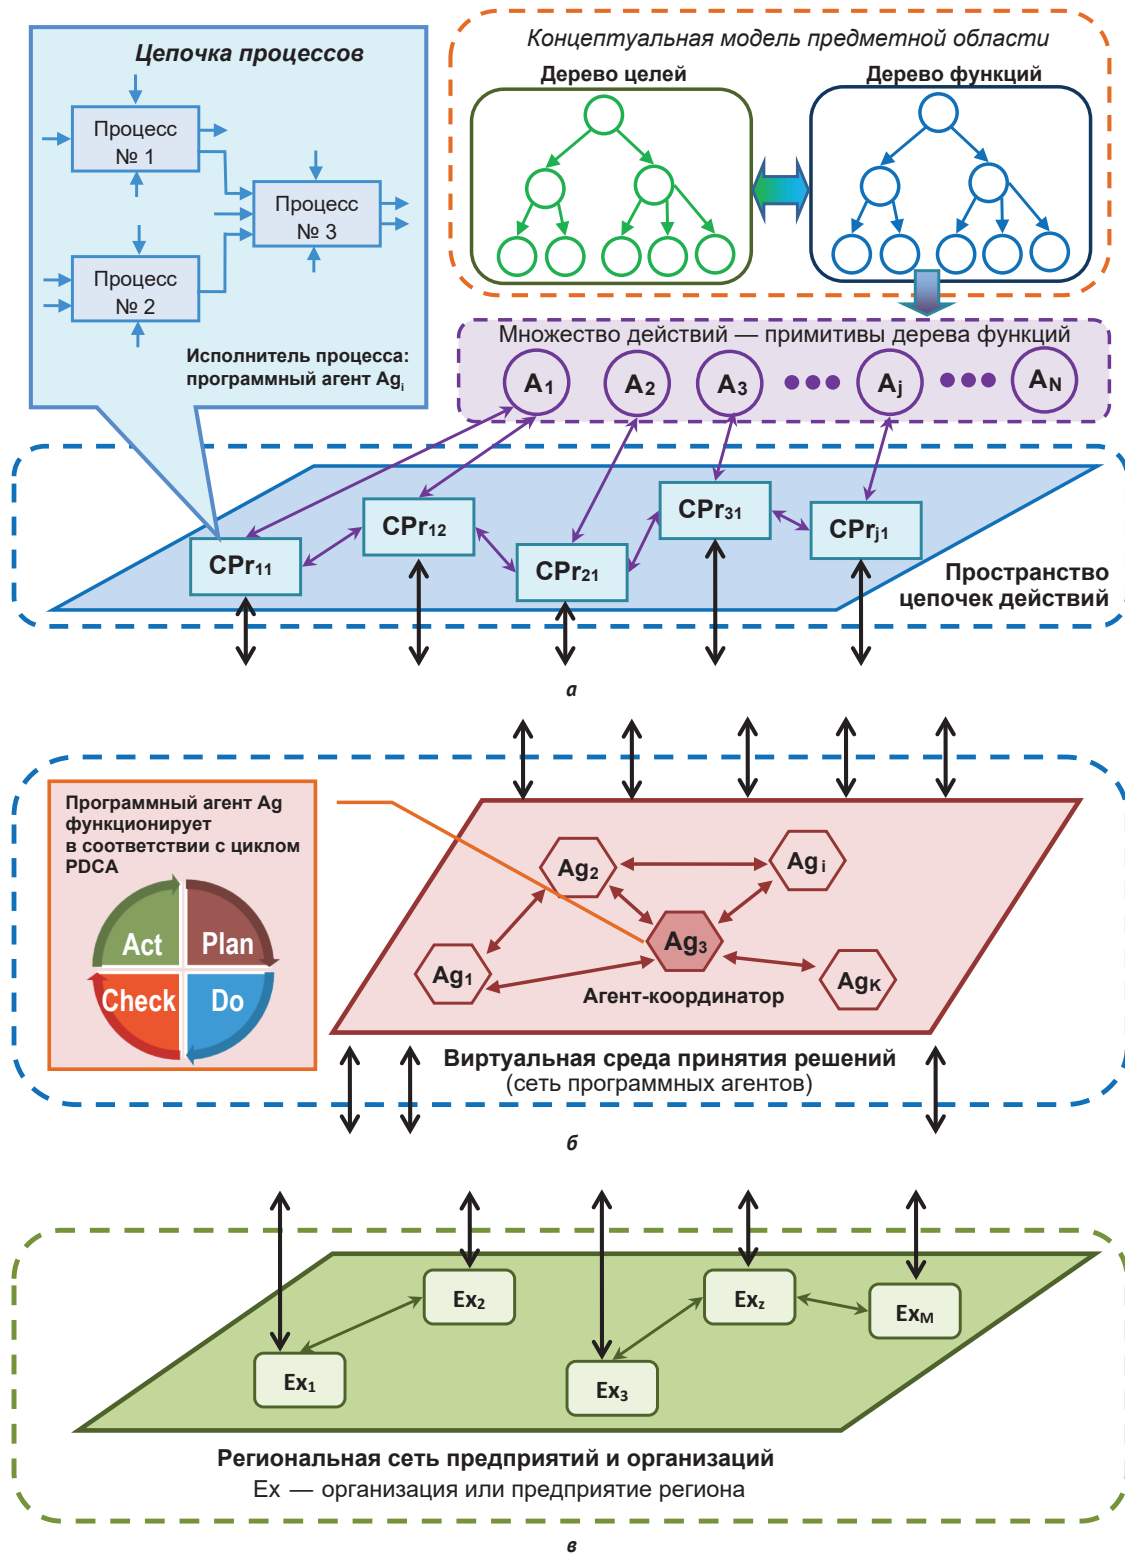 Цепочка процессов
Процесс
№ 1
Процесс
№ 3
Процесс
№ 2
Исполнитель процесса:
программный агент Agi
Концептуальная модель предметной области
Дерево целей
Дерево функций
Множество действий — примитивы дерева функций
A1
A2
A3
Aj
AN
CPr11
CPr12
CPr21
CPr31
CPrj1
Пространство
цепочек действий
а
Программный агент Ag
функционирует
в соответствии с циклом
PDCA
Act
Plan
Check
Do
Ag2
Ag i
Ag3
Ag1
AgK
Агент-координатор
Виртуальная среда принятия решений
(сеть программных агентов)
б
Ex2
Exz
ExM
Ex1
Ex3
Региональная сеть предприятий и организаций
Ex — организация или предприятие региона
в